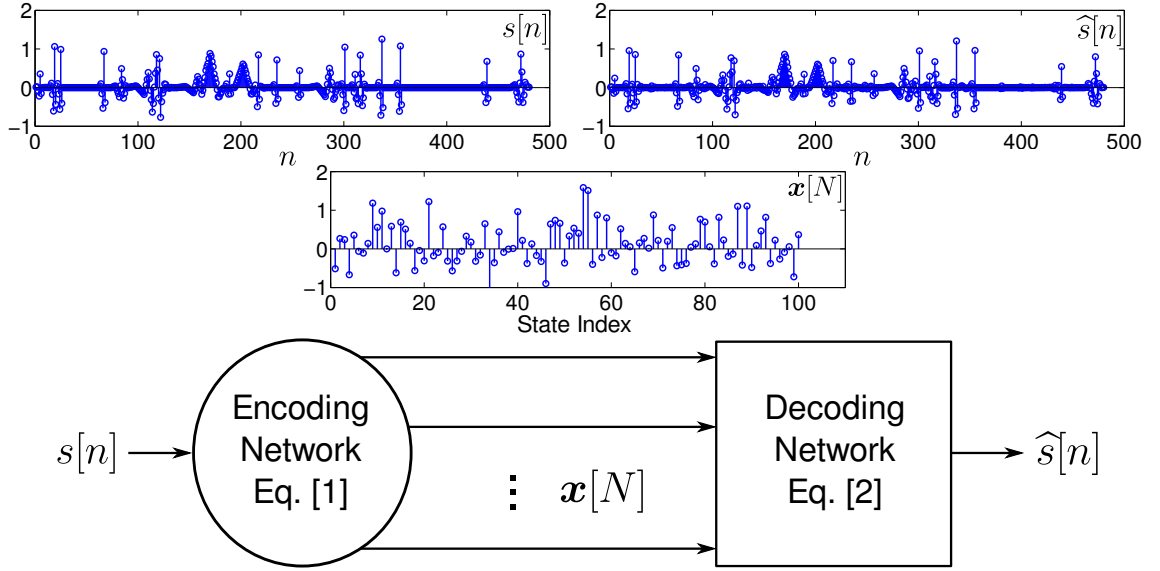 2
1
0
−1
s[n]
0
100
200
300
400
500
n
2
1
0
−1
ŝ[n]
0
100
200
300
400
500
n
2
1
0
−1
x[N]
0
20
40
60
80
100
State Index
s[n]
Encoding
Network
Eq. [1]
⋮ x[N]
Decoding
Network
Eq. [2]
ŝ[n]